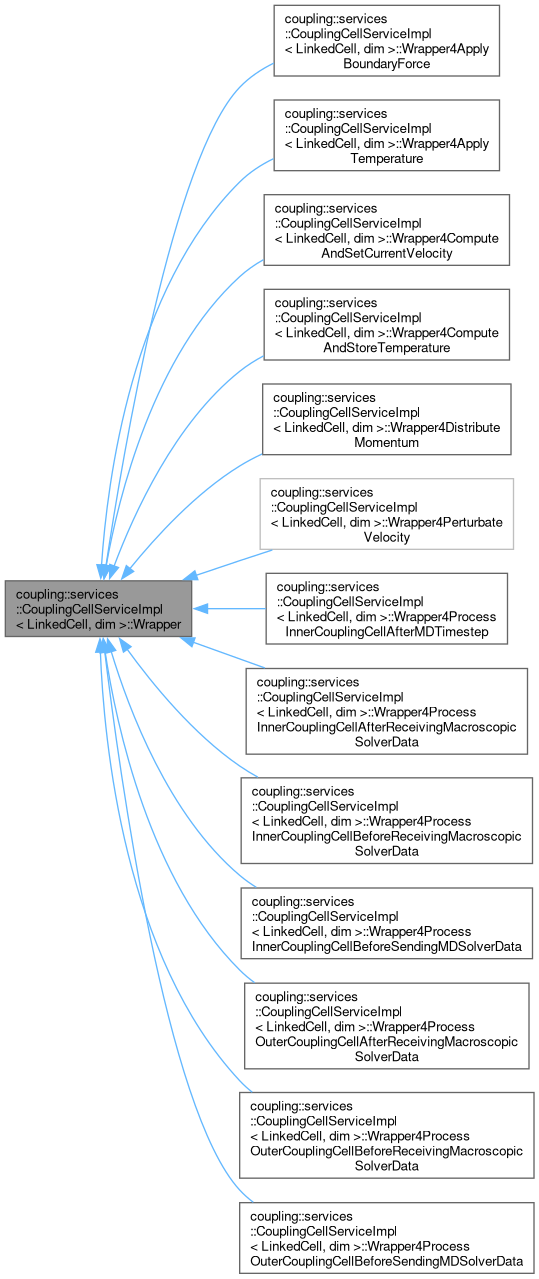 coupling::services
::CouplingCellServiceImpl
< LinkedCell, dim >::Wrapper4Apply
BoundaryForce
coupling::services
::CouplingCellServiceImpl
< LinkedCell, dim >::Wrapper4Apply
Temperature
coupling::services
::CouplingCellServiceImpl
< LinkedCell, dim >::Wrapper4Compute
AndSetCurrentVelocity
coupling::services
::CouplingCellServiceImpl
< LinkedCell, dim >::Wrapper4Compute
AndStoreTemperature
coupling::services
::CouplingCellServiceImpl
< LinkedCell, dim >::Wrapper4Distribute
Momentum
coupling::services
::CouplingCellServiceImpl
< LinkedCell, dim >::Wrapper4Perturbate
Velocity
coupling::services
::CouplingCellServiceImpl
< LinkedCell, dim >::Wrapper
coupling::services
::CouplingCellServiceImpl
< LinkedCell, dim >::Wrapper4Process
InnerCouplingCellAfterMDTimestep
coupling::services
::CouplingCellServiceImpl
< LinkedCell, dim >::Wrapper4Process
InnerCouplingCellAfterReceivingMacroscopic
SolverData
coupling::services
::CouplingCellServiceImpl
< LinkedCell, dim >::Wrapper4Process
InnerCouplingCellBeforeReceivingMacroscopic
SolverData
coupling::services
::CouplingCellServiceImpl
< LinkedCell, dim >::Wrapper4Process
InnerCouplingCellBeforeSendingMDSolverData
coupling::services
::CouplingCellServiceImpl
< LinkedCell, dim >::Wrapper4Process
OuterCouplingCellAfterReceivingMacroscopic
SolverData
coupling::services
::CouplingCellServiceImpl
< LinkedCell, dim >::Wrapper4Process
OuterCouplingCellBeforeReceivingMacroscopic
SolverData
coupling::services
::CouplingCellServiceImpl
< LinkedCell, dim >::Wrapper4Process
OuterCouplingCellBeforeSendingMDSolverData